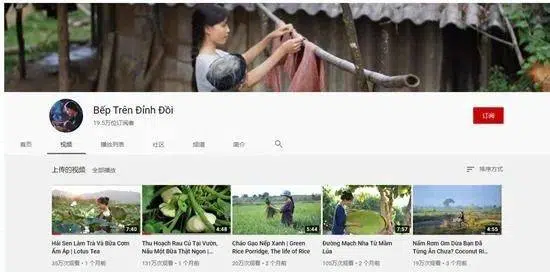 Bếp Trên Đỉnh Đồi
19.5万位订阅者
订阅
首页 视频 播放列表 社区 频道 简介
上传的视频 全部播放
排序方式
7:40
4:48
5:44
7:57
4:55
Hái Sen Làm Trà Và Bữa Cơm
Ấm Áp | Lotus Tea
33万次观看 · 1 个月前
Thu Hoạch Rau Củ Tại Vườn,
Nấu Một Bữa Thật Ngon |
131万次观看 · 1 个月前
Cháo Gạo Nếp Xanh | Green
Rice Porridge, The life of Rice
20万次观看 · 1 个月前
Đường Mạch Nha Từ Mầm
Lúa
30万次观看 · 2 个月前
Nấm Rơm Om Dừa Bạn Đã
Từng Ăn Chưa? Coconut Ri...
21万次观看 · 2 个月前